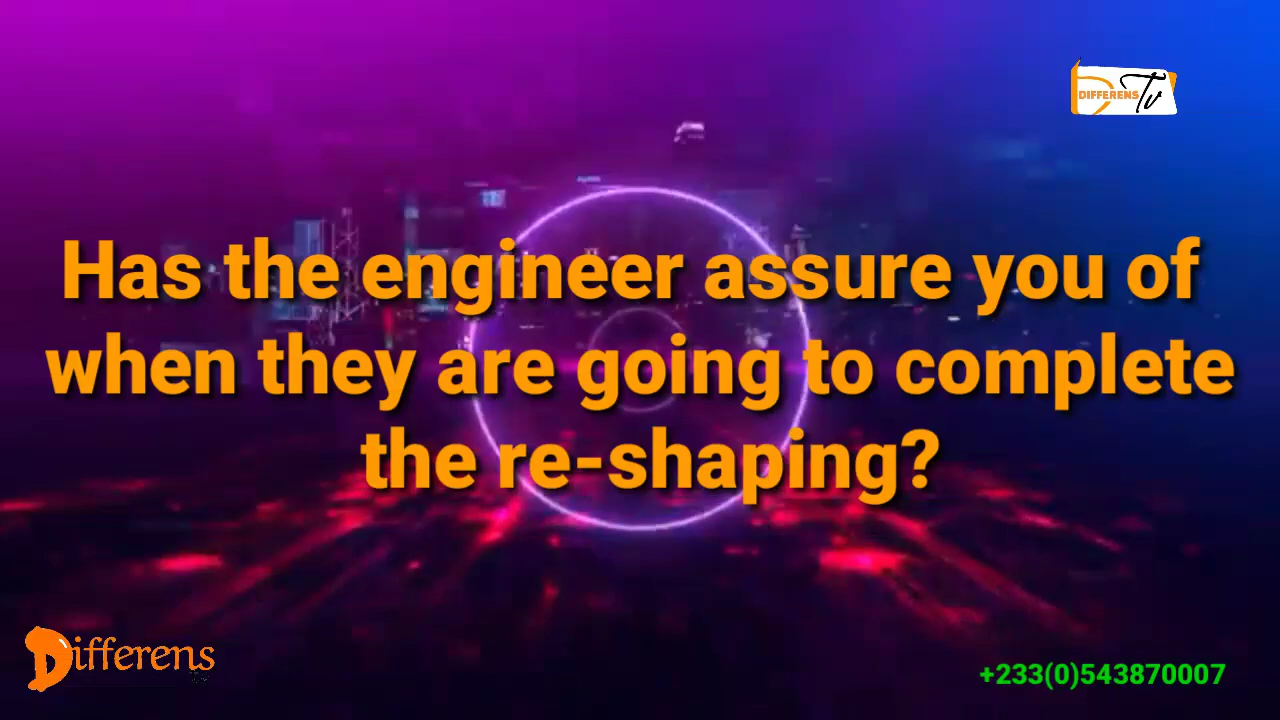 DIFFERENS Tv
Has the engineer assure you of
when they are going to complete
the re-shaping?
Differens
+233(0)543870007